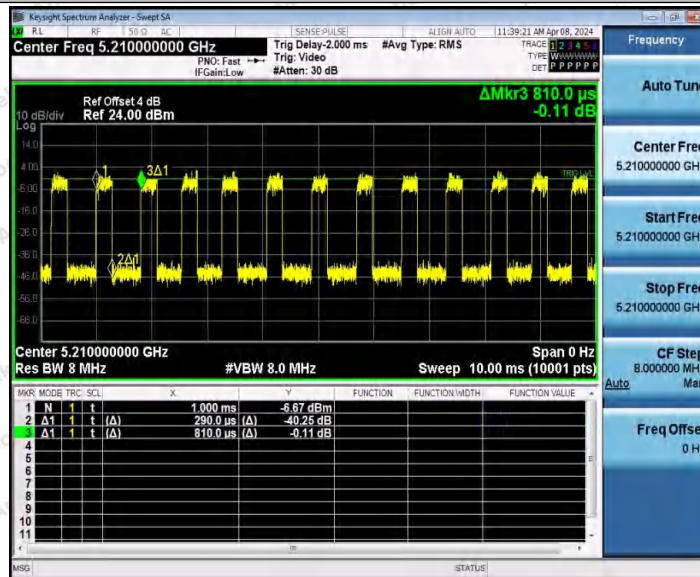 Keysight Spectrum Analyzer - Swept SA
RL RF 50 Ω AC SENSE:PULSE ALIGN AUTO 11:39:21 AM Apr 08, 2024
Center Freq 5.210000000 GHz
PNO: Fast
IFGain:Low
Trig Delay-2.000 ms
Trig: Video
#Atten: 30 dB
#Avg Type: RMS
TRACE 1 2 3 4 5 6
TYPE W
DET P P P P P P
Frequency
Auto Tune
ΔMkr3 810.0 µs
-0.11 dB
Ref Offset 4 dB
10 dB/div Ref 24.00 dBm
Log
14.0
4.00
-6.00
-16.0
-26.0
-36.0
-46.0
-56.0
-66.0
1
3Δ1
2Δ1
TRIG LVL
Center Freq
5.210000000 GH
Start Freq
5.210000000 GH
Stop Freq
5.210000000 GH
Center 5.210000000 GHz Span 0 Hz
Res BW 8 MHz #VBW 8.0 MHz Sweep 10.00 ms (10001 pts)
CF Step
8.000000 MH
Auto Man
Freq Offse
0 H
MKR MODE TRC SCL X Y FUNCTION FUNCTION WIDTH FUNCTION VALUE
1 N 1 t 1.000 ms -6.67 dBm
2 Δ1 1 t (Δ) 290.0 µs (Δ) -40.25 dB
3 Δ1 1 t (Δ) 810.0 µs (Δ) -0.11 dB
4
5
6
7
8
9
10
11
MSG STATUS